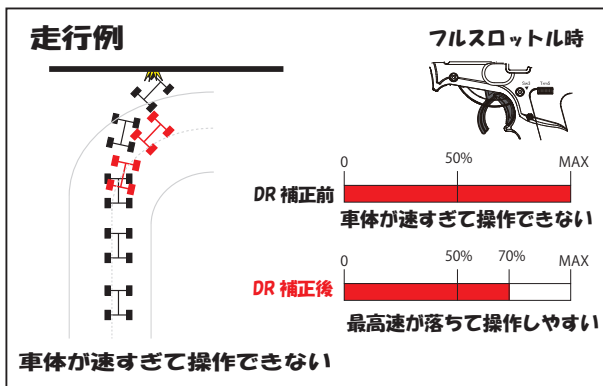 走行例
フルスロットル時
0 50% MAX
DR 補正前
車体が速すぎて操作できない
0 50% 70% MAX
DR 補正後
最高速が落ちて操作しやすい
車体が速すぎて操作できない